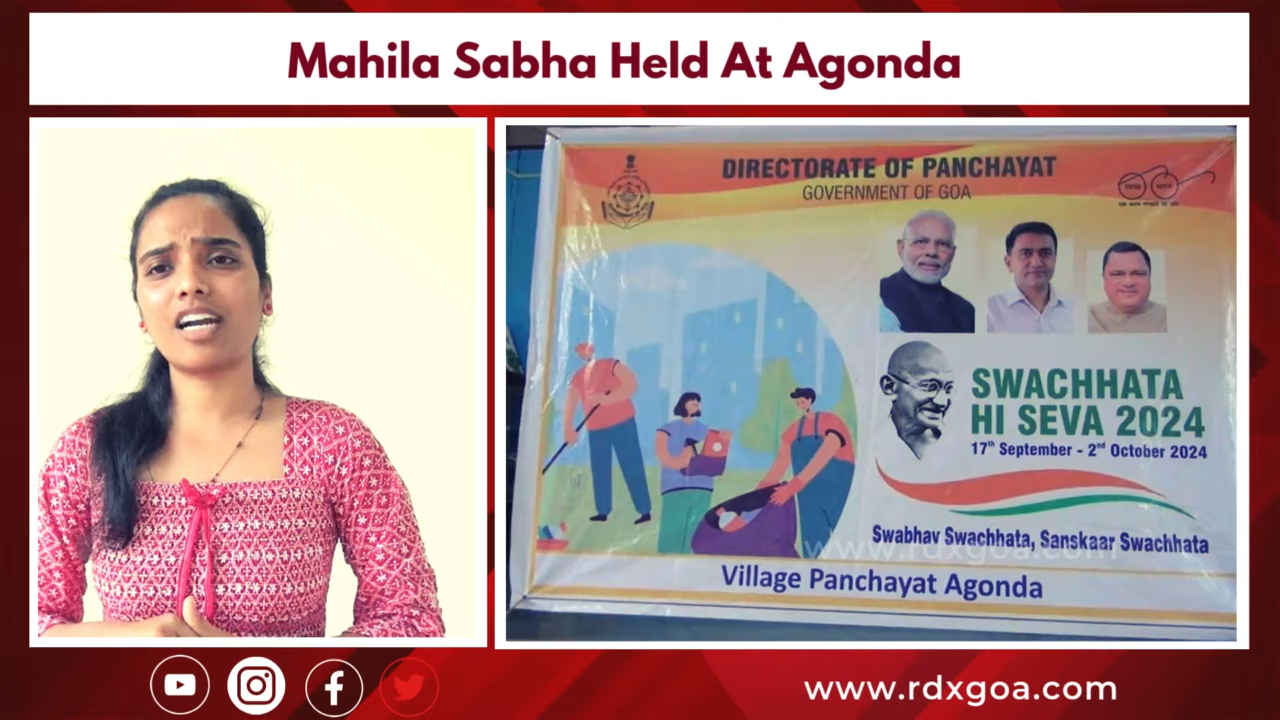 Mahila Sabha Held At Agonda
DIRECTORATE OF PANCHAYAT
GOVERNMENT OF GOA
SWACHHATA
HI SEVA 2024
17th September - 2nd October 2024
Swabhav Swachhata, Sanskaar Swachhata
www.rdxgoa.com
Village Panchayat Agonda
www.rdxgoa.com